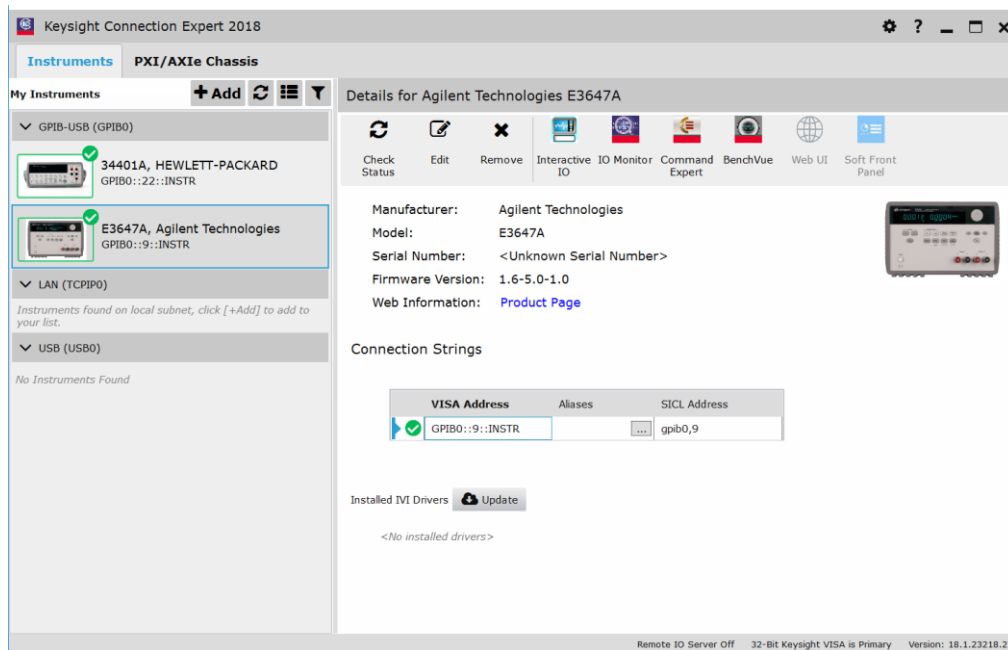 Keysight Connection Expert 2018
?
Instruments PXI/AXIe Chassis
My Instruments
Add
GPIB-USB (GPIB0)
34401A, HEWLETT-PACKARD
GPIB0::22::INSTR
E3647A, Agilent Technologies
GPIB0::9::INSTR
LAN (TCPIP0)
Instruments found on local subnet, click [+Add] to add to
your list.
USB (USB0)
No Instruments Found
Details for Agilent Technologies E3647A
Check
Status
Edit
Remove
Interactive
IO
IO Monitor
Command
Expert
BenchVue
Web UI
Soft Front
Panel
Manufacturer: Agilent Technologies
Model: E3647A
Serial Number: <Unknown Serial Number>
Firmware Version: 1.6-5.0-1.0
Web Information: Product Page
Connection Strings
VISA Address Aliases SICL Address
GPIB0::9::INSTR ... gpib0,9
Installed IVI Drivers Update
<No installed drivers>
Remote IO Server Off 32-Bit Keysight VISA is Primary Version: 18.1.23218.2